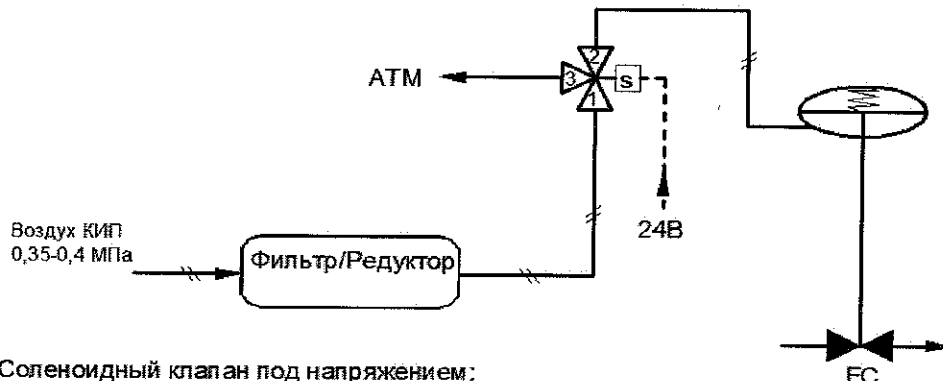 2
АТМ
3
s
1
24В
Воздух КИП
0,35-0,4 МПа
Фильтр/Редуктор
Соленоидный клапан под напряжением;
FC